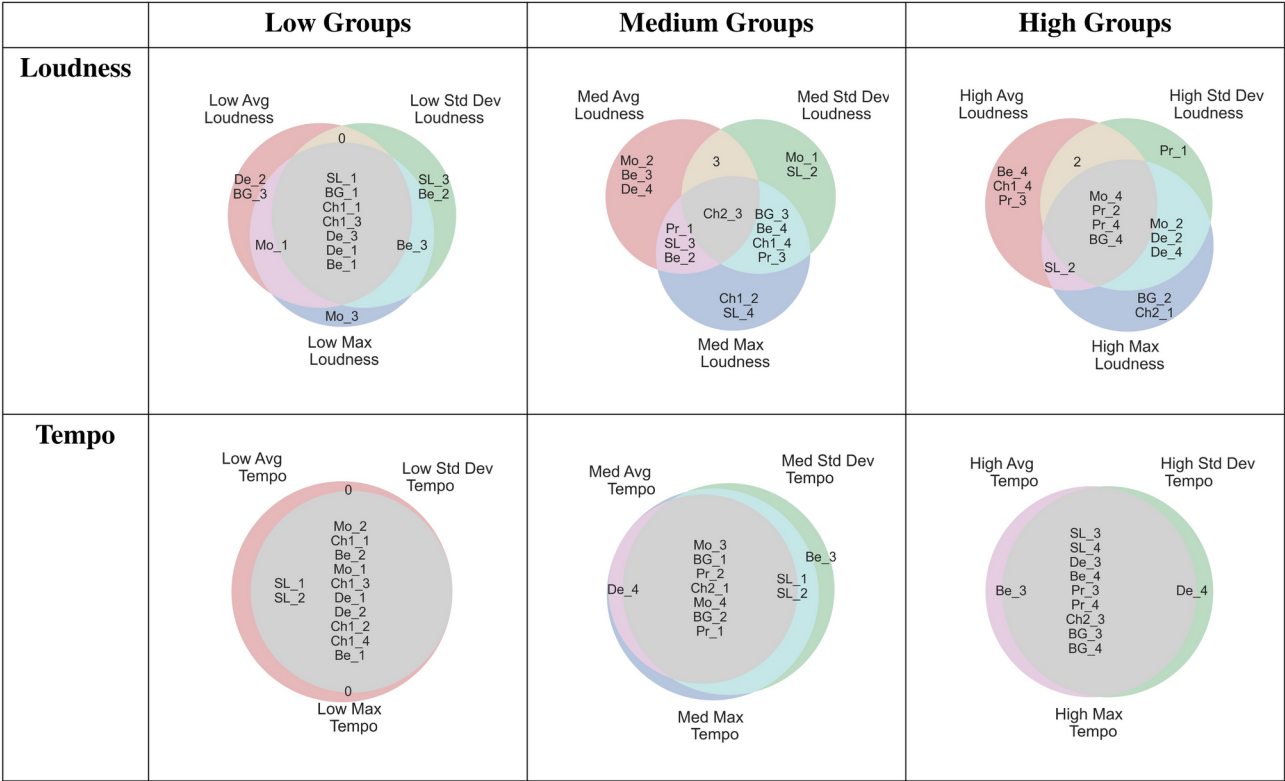 Low Groups
Medium Groups
High Groups
Loudness
Low Avg
Loudness
Low Std Dev
Loudness
0
De_2
BG_3
SL_1
BG_1
Ch1_1
Ch1_3
De_3
De_1
Be_1
SL_3
Be_2
Mo_1
Be_3
Mo_3
Low Max
Loudness
Med Avg
Loudness
Med Std Dev
Loudness
Mo_2
Be_3
De_4
3
Mo_1
SL_2
Ch2_3
Pr_1
SL_3
Be_2
BG_3
Be_4
Ch1_4
Pr_3
Ch1_2
SL_4
Med Max
Loudness
High Avg
Loudness
High Std Dev
Loudness
Be_4
Ch1_4
Pr_3
2
Pr_1
Mo_4
Pr_2
Pr_4
BG_4
Mo_2
De_2
De_4
SL_2
BG_2
Ch2_1
High Max
Loudness
Tempo
Low Avg
Tempo
Low Std Dev
Tempo
0
SL_1
SL_2
Mo_2
Ch1_1
Be_2
Mo_1
Ch1_3
De_1
De_2
Ch1_2
Ch1_4
Be_1
0
Low Max
Tempo
Med Avg
Tempo
Med Std Dev
Tempo
De_4
Mo_3
BG_1
Pr_2
Ch2_1
Mo_4
BG_2
Pr_1
SL_1
SL_2
Be_3
Med Max
Tempo
High Avg
Tempo
High Std Dev
Tempo
Be_3
SL_3
SL_4
De_3
Be_4
Pr_3
Pr_4
Ch2_3
BG_3
BG_4
De_4
High Max
Tempo